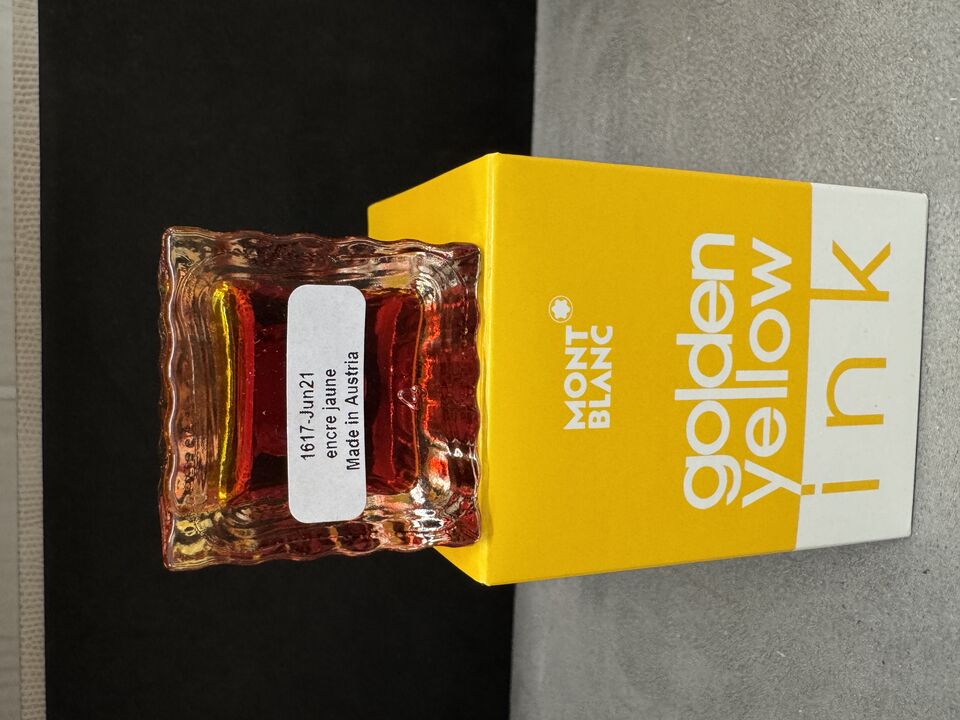 1617-Jun21
encre jaune
Made in Austria
MONT
BLANC
golden
yellow
ink